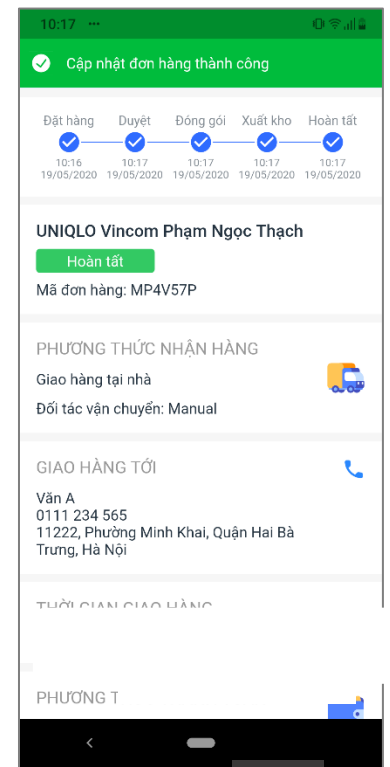 10:17 ...
Cập nhật đơn hàng thành công
Đặt hàng Duyệt Đóng gói Xuất kho Hoàn tất
10:16 10:17 10:17 10:17 10:17
19/05/2020 19/05/2020 19/05/2020 19/05/2020 19/05/2020
UNIQLO Vincom Phạm Ngọc Thạch
Hoàn tất
Mã đơn hàng: MP4V57P
PHƯƠNG THỨC NHẬN HÀNG
Giao hàng tại nhà
Đối tác vận chuyển: Manual
GIAO HÀNG TỚI
Văn A
0111 234 565
11222, Phường Minh Khai, Quận Hai Bà
Trưng, Hà Nội
THỜI GIAN GIAO HÀNG
PHƯƠNG T